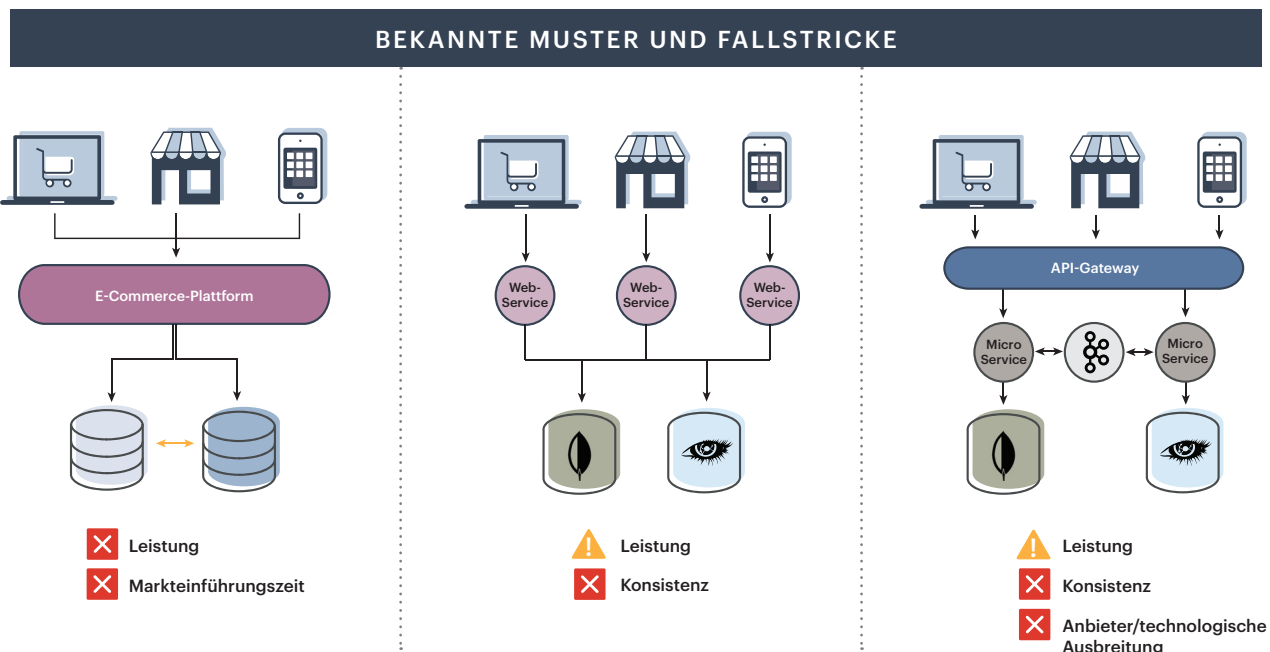 BEKANNTE MUSTER UND FALLSTRICKE
E-Commerce-Plattform
Leistung
Markteinführungszeit
Web-
Service
Web-
Service
Web-
Service
Leistung
Konsistenz
API-Gateway
Micro
Service
Micro
Service
Leistung
Konsistenz
Anbieter/technologische
Ausbreitung